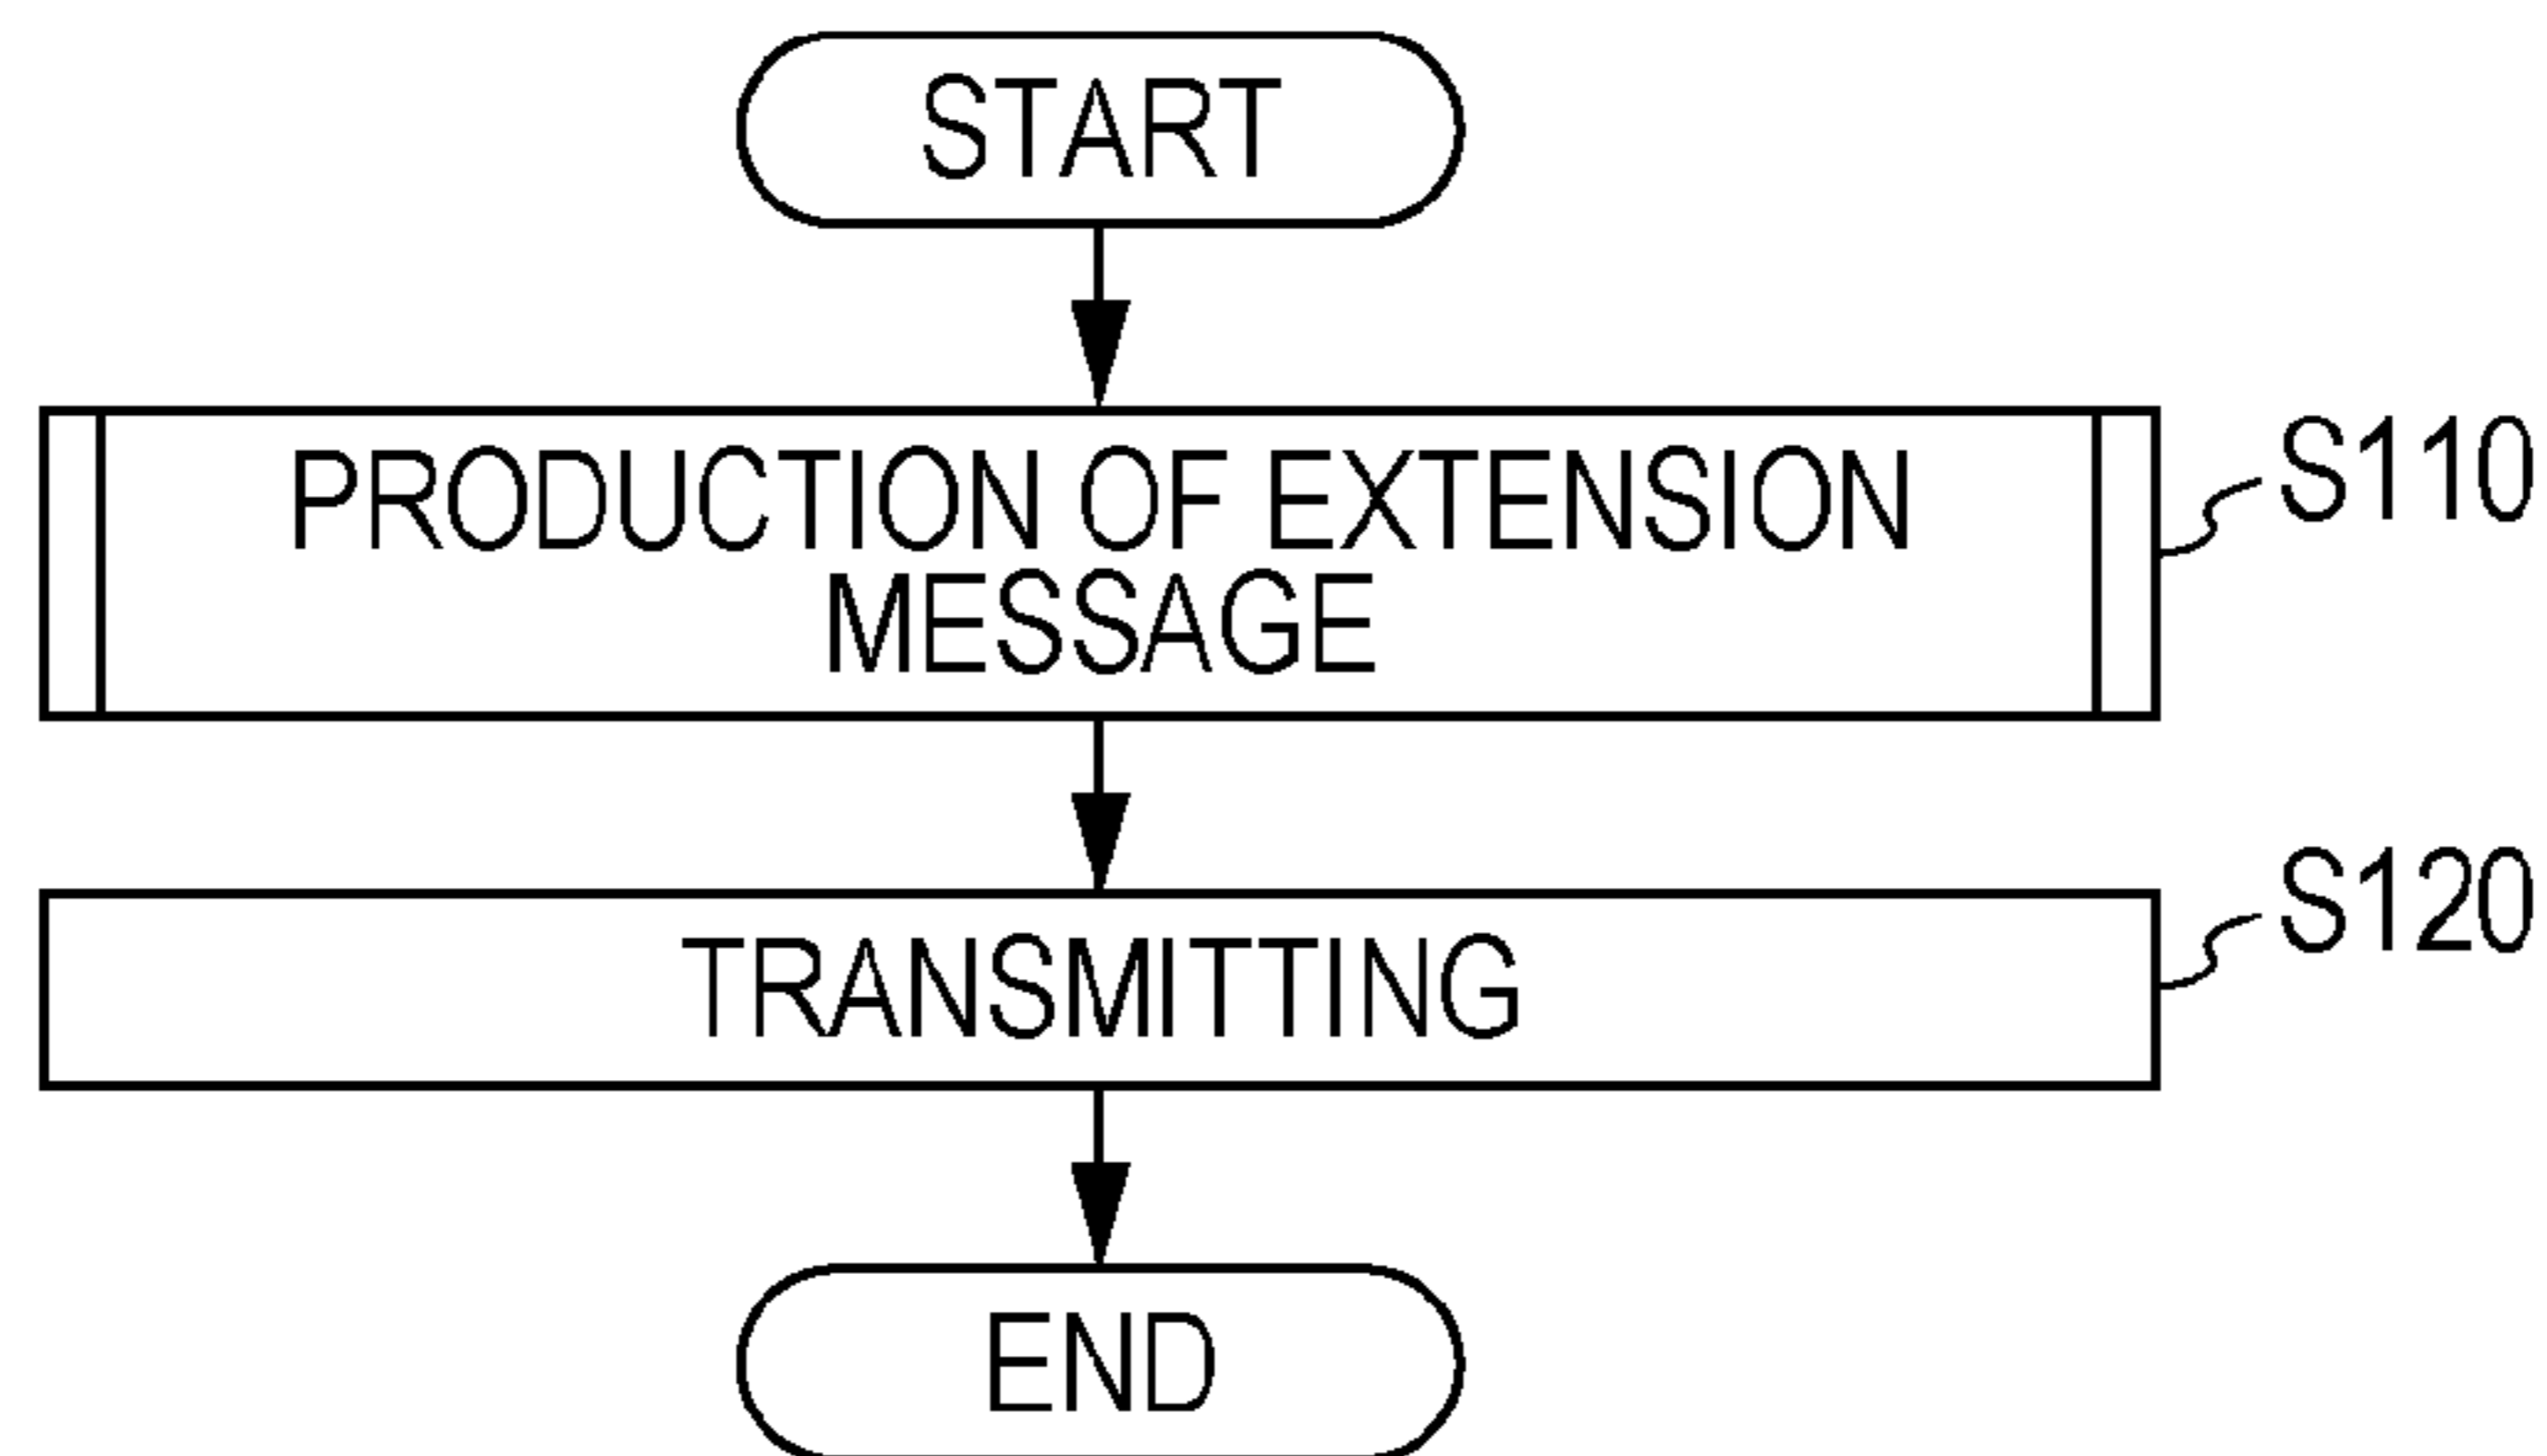 START
PRODUCTION OF EXTENSION
MESSAGE
S110
TRANSMITTING
S120
END